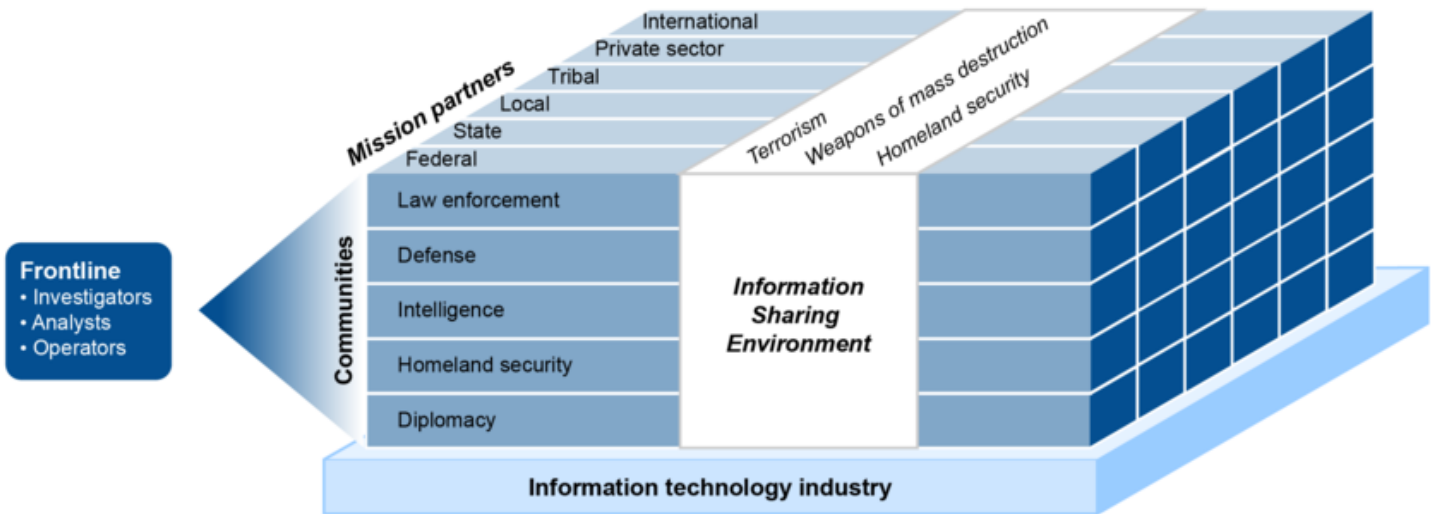 International
Private sector
Tribal
Local
State
Federal
Mission partners
Terrorism
Weapons of mass destruction
Homeland security
Frontline
• Investigators
• Analysts
• Operators
Communities
Law enforcement
Defense
Intelligence
Homeland security
Diplomacy
Information
Sharing
Environment
Information technology industry